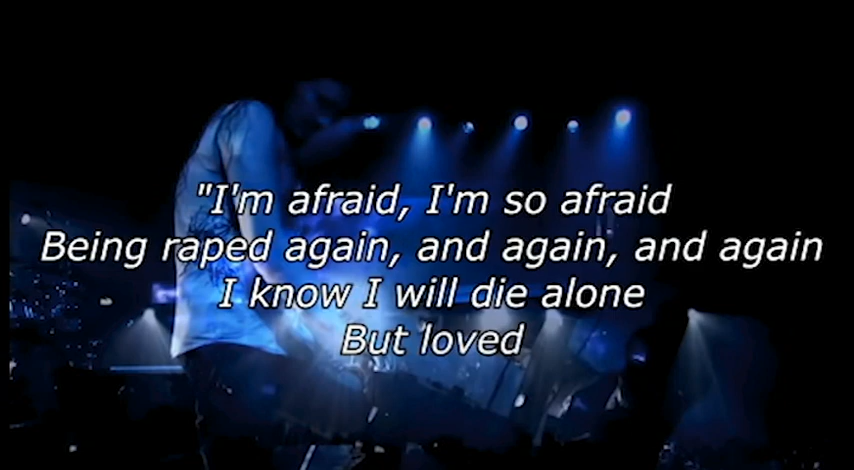 "I'm afraid, I'm so afraid
Being raped again, and again, and again
I know I will die alone
But loved